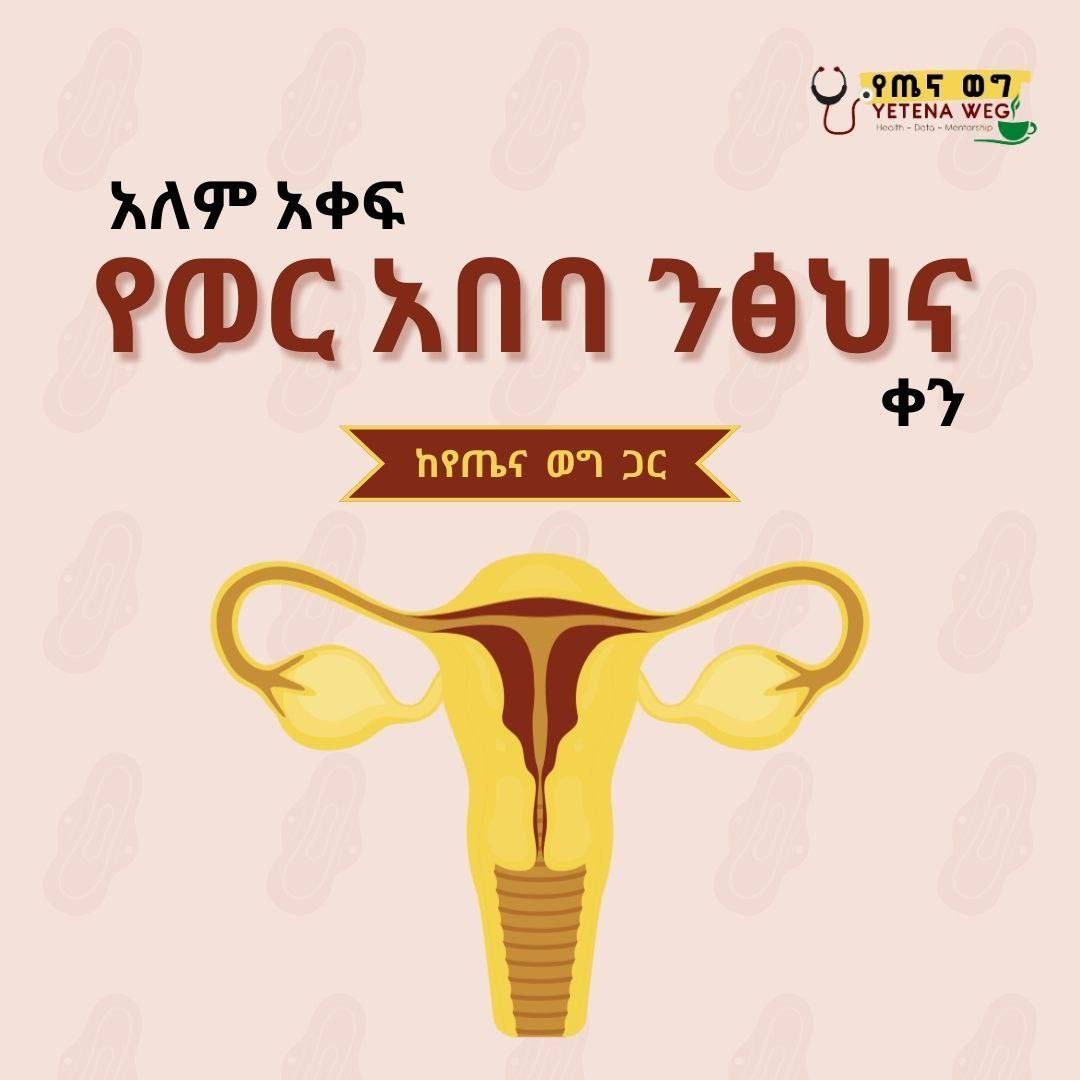 የጤና ወግ
YETENA WEG
Health ~ Data ~ Mentorship
አለም አቀፍ
የወር አበባ ንፅህና
ቀን
ከየጤና ወግ ጋር